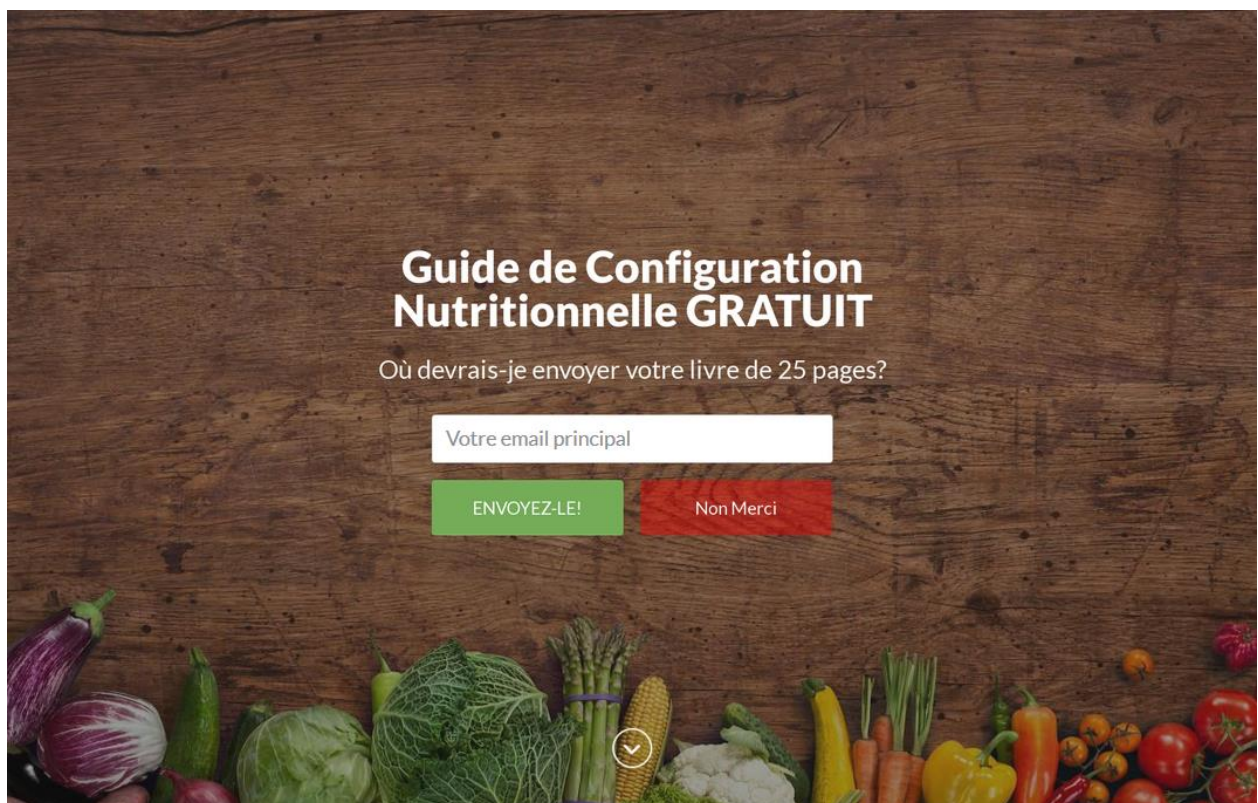 Guide de Configuration
Nutritionnelle GRATUIT
Où devrais-je envoyer votre livre de 25 pages?
Votre email principal
ENVOYEZ-LE!
Non Merci